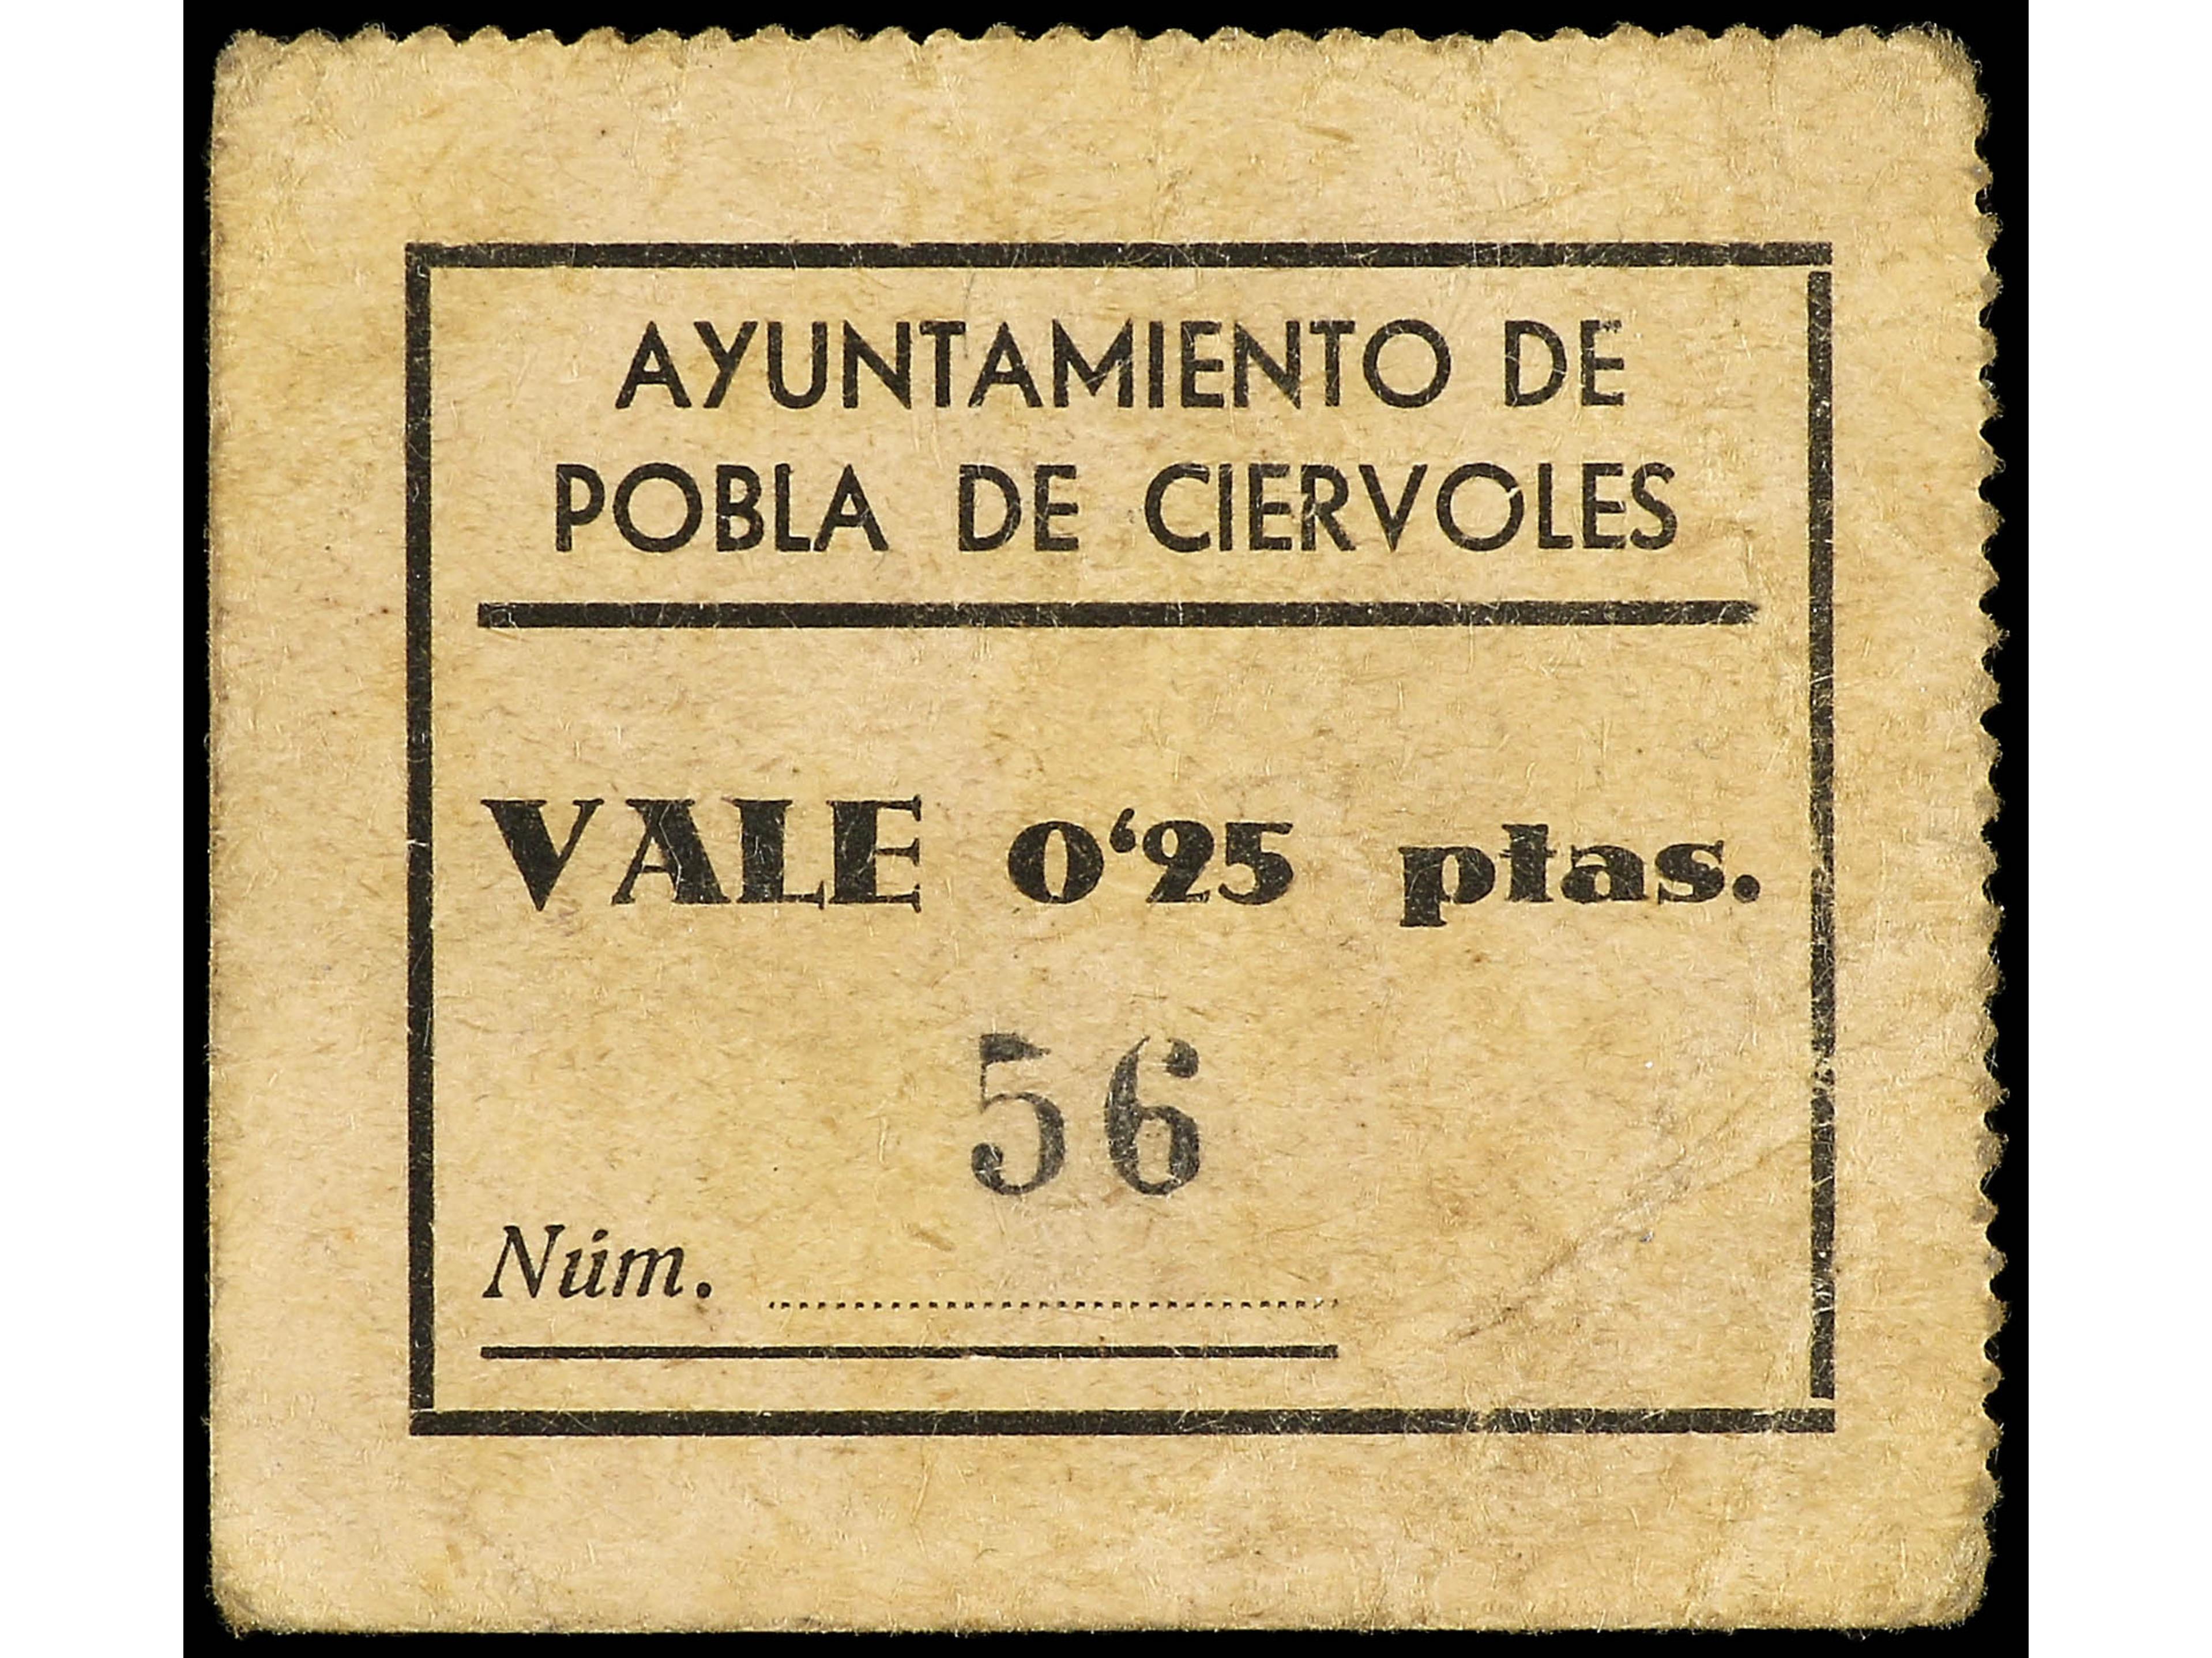 AYUNTAMIENTO DE
POBLA DE CIERVOLES
VALE 0‘25 ptas.
56
Núm. ........................